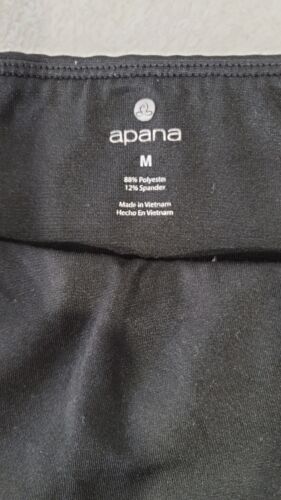 apana
M
88% Polyester
12% Spandex
Made in Vietnam
Hecho En Vietnam